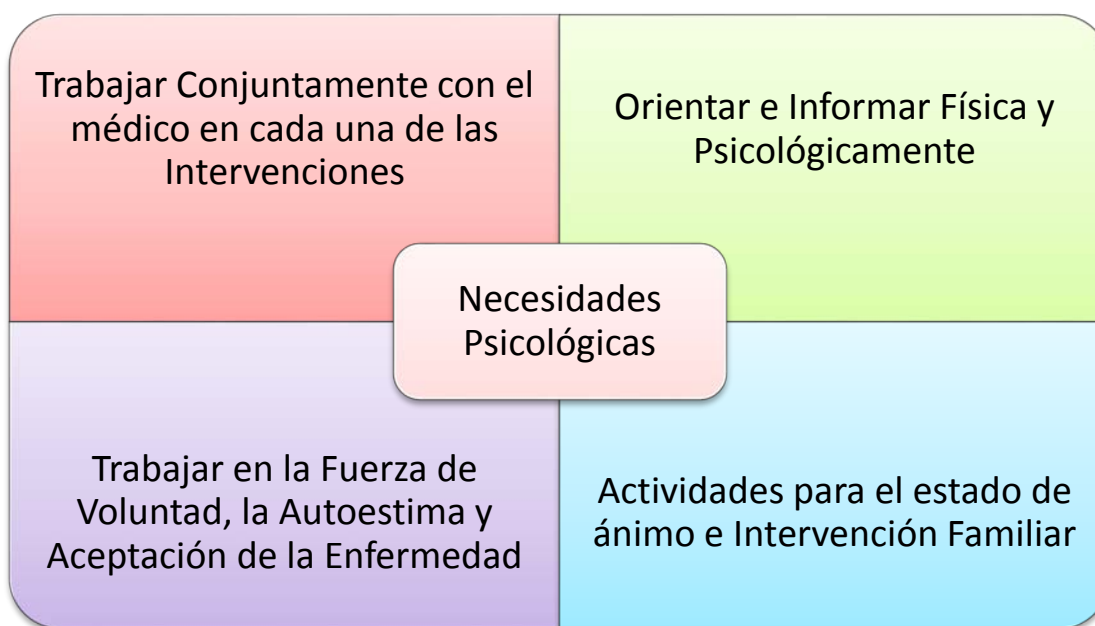 Trabajar Conjuntamente con el
médico en cada una de las
Intervenciones
Orientar e Informar Física y
Psicológicamente
Necesidades
Psicológicas
Trabajar en la Fuerza de
Voluntad, la Autoestima y
Aceptación de la Enfermedad
Actividades para el estado de
ánimo e Intervención Familiar